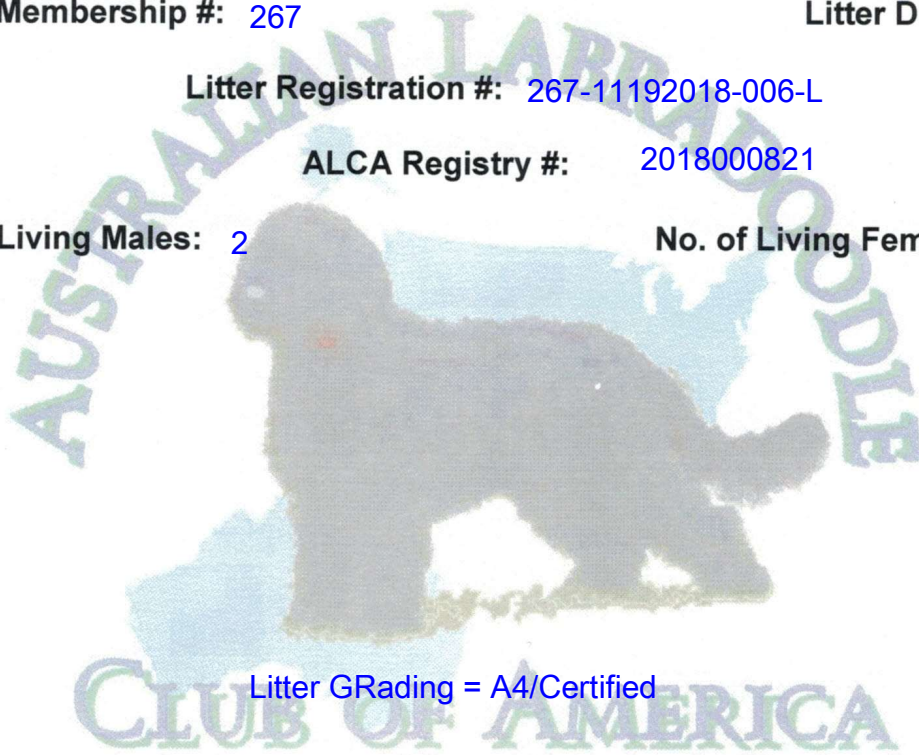 Membership #: 267 Litter D
Litter Registration #: 267-11192018-006-L
ALCA Registry #: 2018000821
Living Males: 2 No. of Living Fem
AUSTRALIAN LABRADOODLE
Litter GRading = A4/Certified
CLUB OF AMERICA